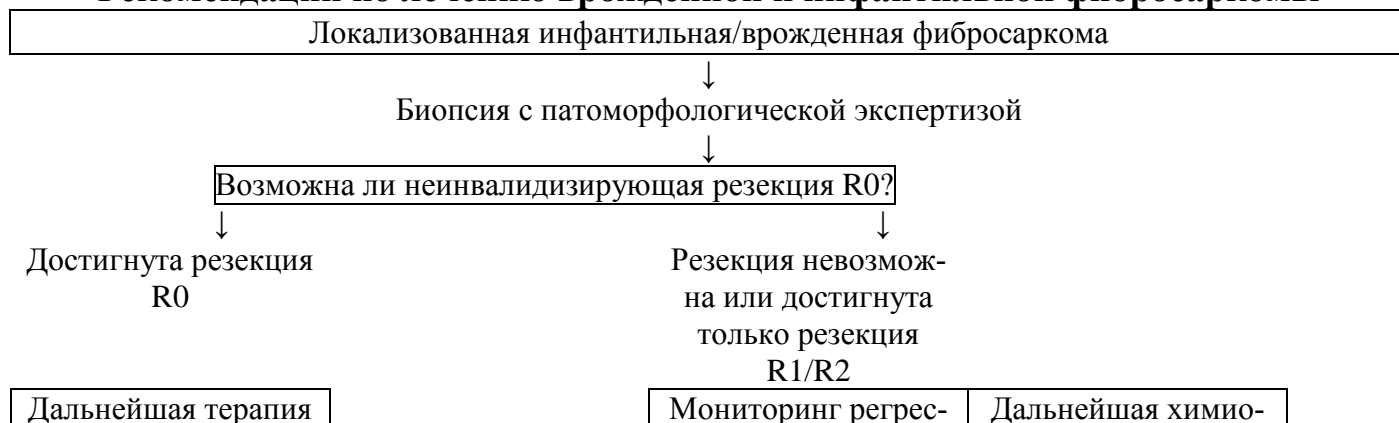 Локализованная инфантильная/врожденная фибросаркома
↓
Биопсия с патоморфологической экспертизой
↓
Возможна ли неинвалидизирующая резекция R0?
↓ ↓
Достигнута резекция
R0
Резекция невозмож-
на или достигнута
только резекция
R1/R2
Дальнейшая терапия
Мониторинг регрес-
Дальнейшая химио-